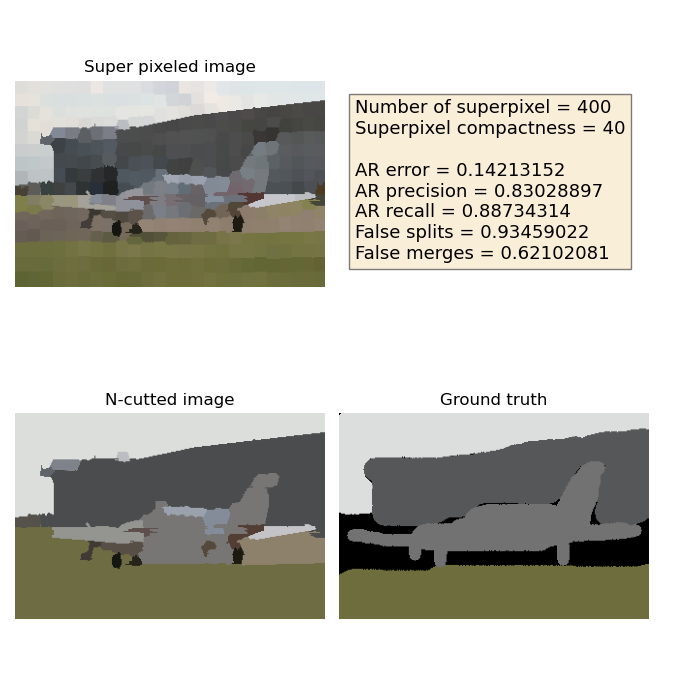 Super pixeled image
Number of superpixel = 400
Superpixel compactness = 40
AR error = 0.14213152
AR precision = 0.83028897
AR recall = 0.88734314
False splits = 0.93459022
False merges = 0.62102081
N-cutted image
Ground truth